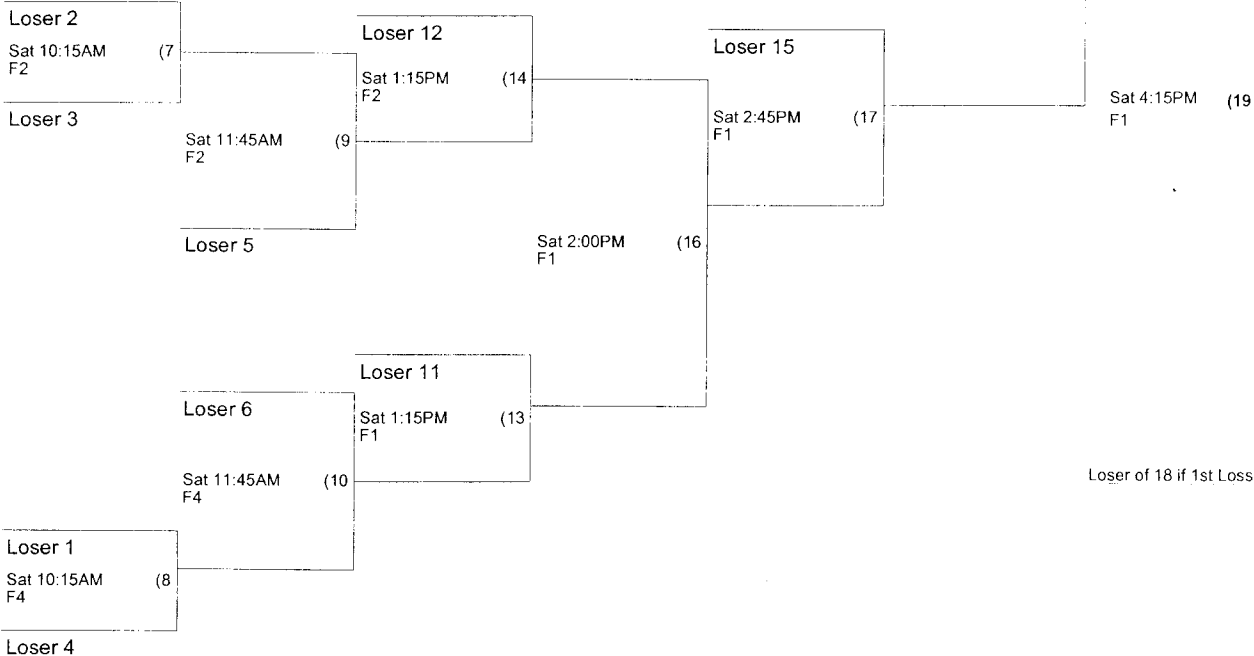 Loser 2
Sat 10:15AM (7
F2
Loser 3
Sat 11:45AM (9
F2
Loser 5
Loser 12
Sat 1:15PM (14
F2
Loser 15
Sat 2:45PM (17
F1
Sat 4:15PM (19
F1
Sat 2:00PM (16
F1
Loser 11
Sat 1:15PM (13
F1
Loser 6
Sat 11:45AM (10
F4
Loser 1
Sat 10:15AM (8
F4
Loser 4
Loser of 18 if 1st Loss